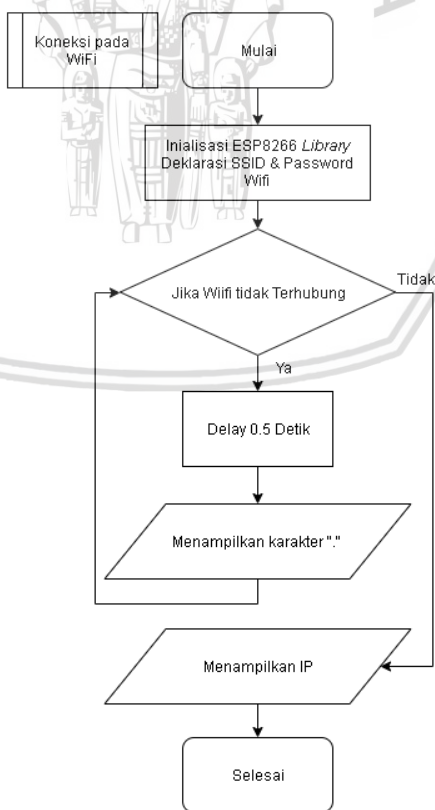 Koneksi pada
WiFi
Mulai
Inialisasi ESP8266 Library
Deklarasi SSID & Password
Wifi
Jika Wiifi tidak Terhubung
Tidak
Ya
Delay 0.5 Detik
Menampilkan karakter "."
Menampilkan IP
Selesai